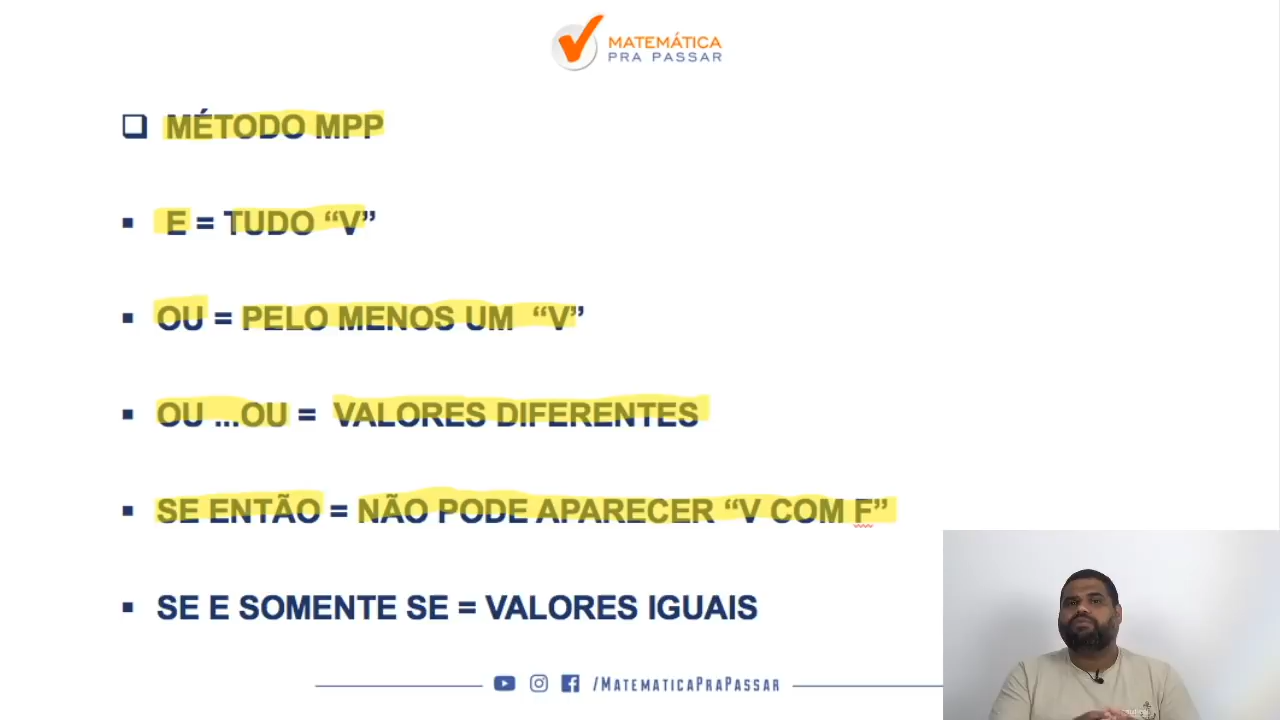 MATEMÁTICA
PRA PASSAR
MÉTODO MPP
E = TUDO “V”
OU = PELO MENOS UM “V”
OU ...OU = VALORES DIFERENTES
SE ENTÃO = NÃO PODE APARECER “V COM F”
SE E SOMENTE SE = VALORES IGUAIS
/MATEMATICAPRAPASSAR